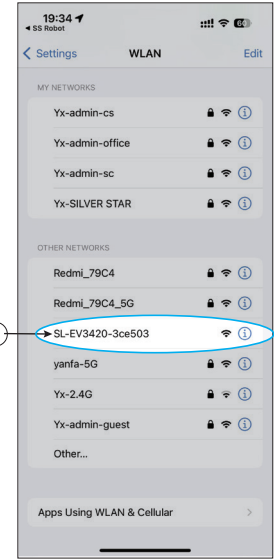 19:34
60
◀ SS Robot
Settings WLAN Edit
MY NETWORKS
Yx-admin-cs
Yx-admin-office
Yx-admin-sc
Yx-SILVER STAR
OTHER NETWORKS
Redmi_79C4
Redmi_79C4_5G
SL-EV3420-3ce503
yanfa-5G
Yx-2.4G
Yx-admin-guest
Other...
Apps Using WLAN & Cellular